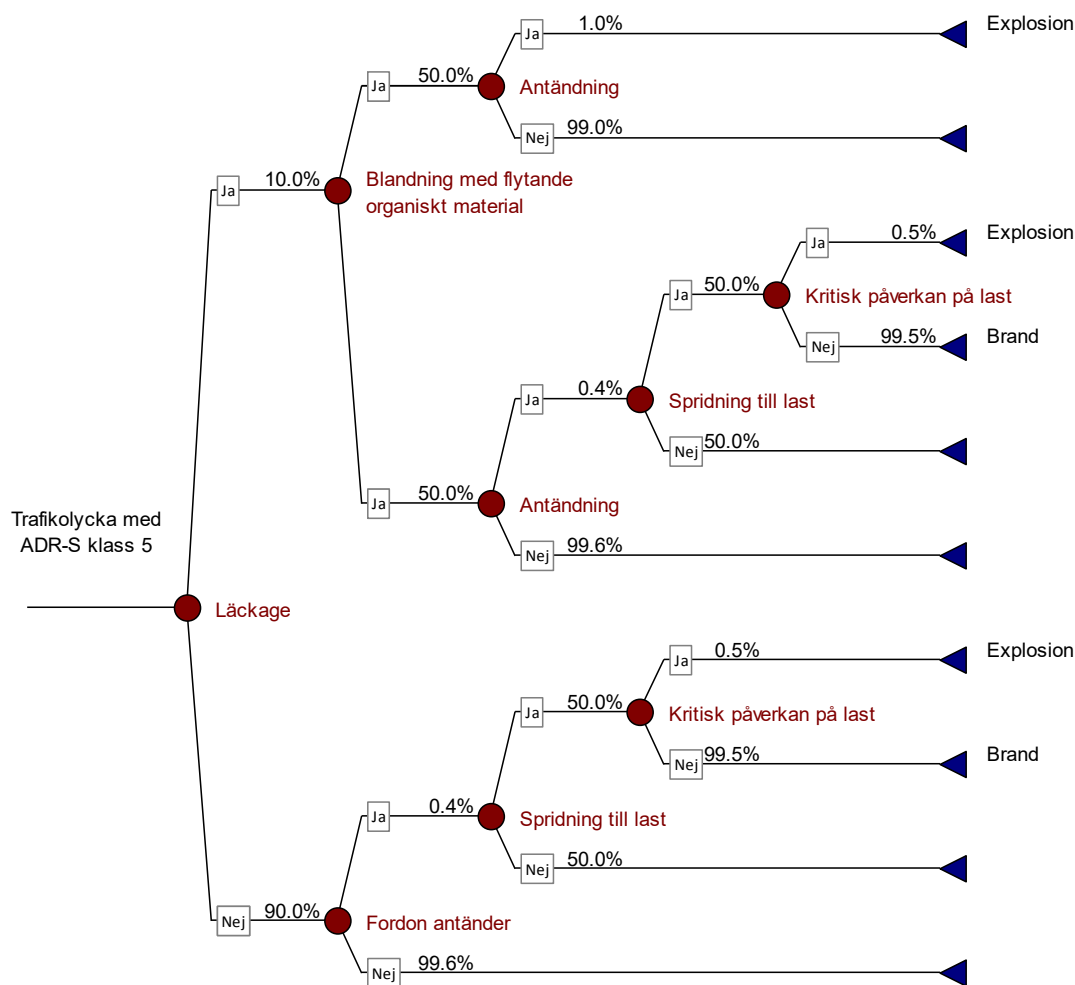 1.0%
Explosion
Ja
50.0%
Ja
Antändning
99.0%
Nej
10.0%
Ja
Blandning med flytande
organiskt material
0.5%
Explosion
Ja
50.0%
Ja
Kritisk påverkan på last
99.5%
Brand
Nej
0.4%
Ja
Spridning till last
50.0%
Nej
50.0%
Ja
Antändning
Trafikolycka med
ADR-S klass 5
99.6%
Nej
Läckage
0.5%
Explosion
Ja
50.0%
Ja
Kritisk påverkan på last
99.5%
Brand
Nej
0.4%
Ja
Spridning till last
50.0%
Nej
90.0%
Nej
Fordon antänder
99.6%
Nej